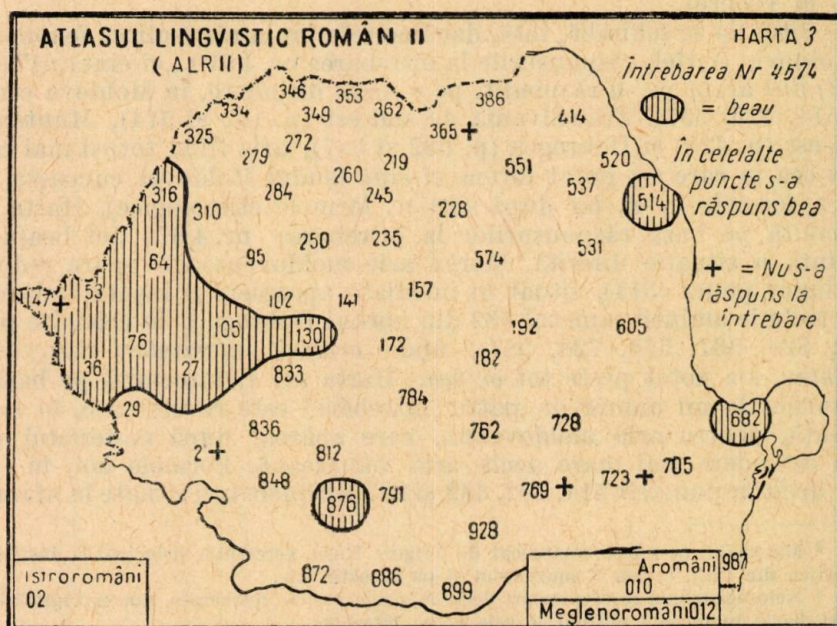 ATLASUL LINGVISTIC ROMÂN II
(ALR II)
HARTA 3
Întrebarea Nr 4574
= beau
În celelalte
puncte s-a
răspuns bea
+ = Nu s-a
răspuns la
întrebare
346 353 362 386
334 349 365 + 414
325 272
279 219 551 520
316 284 260 245 537
310 228 514
64 250 235 531
95 574
47 + 53 102 141 157
76 105 130 172 192 605
36 27 833 182
29 784
836 762 728 682
2 + 812
848 876 791 769 + 723 + 705
928
872 886 899 987
Istroromâni
02
Aromâni
010
Meglenoromâni 012